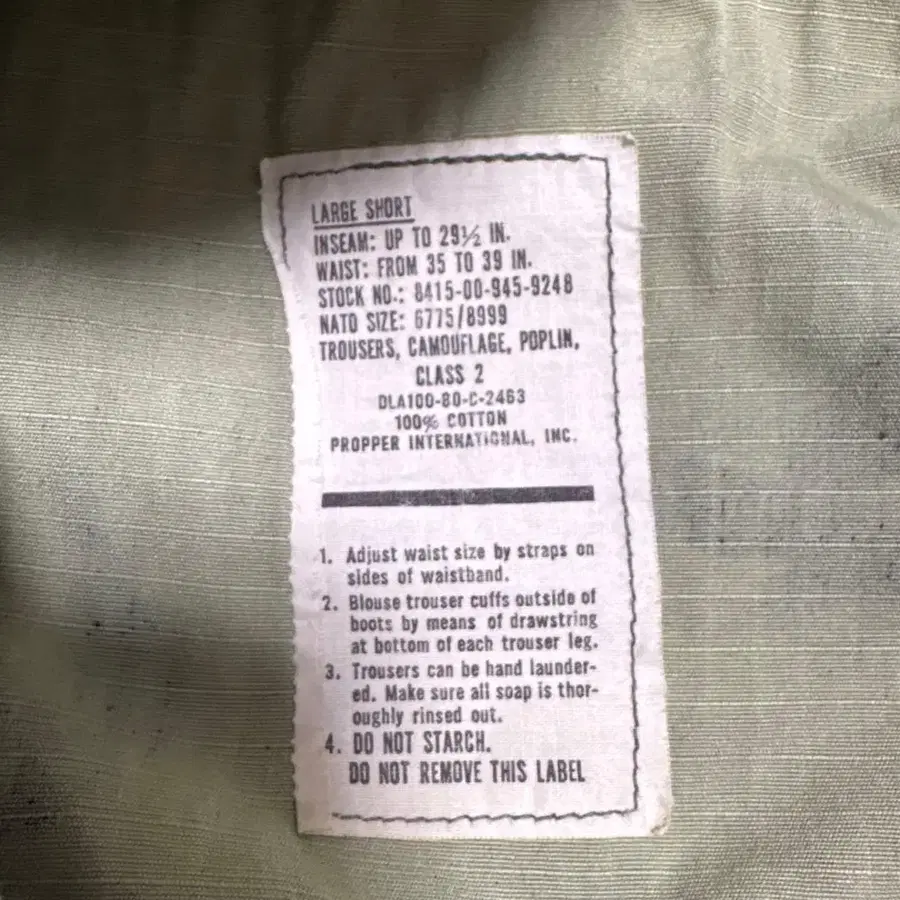 LARGE SHORT
INSEAM: UP TO 29½ IN.
WAIST: FROM 35 TO 39 IN.
STOCK NO.: 8415-00-945-9248
NATO SIZE: 6775/8999
TROUSERS, CAMOUFLAGE, POPLIN,
CLASS 2
DLA100-80-C-2463
100% COTTON
PROPPER INTERNATIONAL, INC.
1. Adjust waist size by straps on
sides of waistband.
2. Blouse trouser cuffs outside of
boots by means of drawstring
at bottom of each trouser leg.
3. Trousers can be hand launder-
ed. Make sure all soap is thor-
oughly rinsed out.
4. DO NOT STARCH.
DO NOT REMOVE THIS LABEL